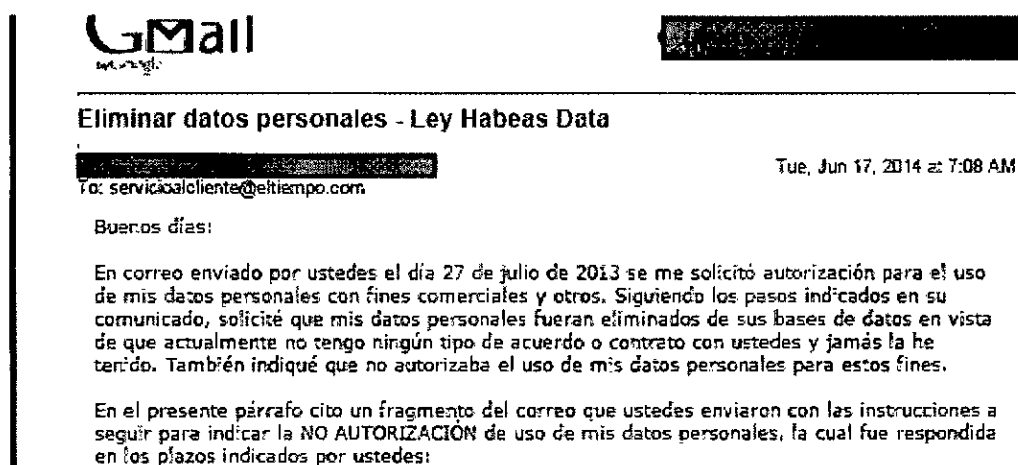 GMail
Eliminar datos personales - Ley Habeas Data
Tue, Jun 17, 2014 at 7:08 AM
To: servicioalcliente@eltiempo.com
Buenos días:
En correo enviado por ustedes el día 27 de julio de 2013 se me solicitó autorización para el uso
de mis datos personales con fines comerciales y otros. Siguiendo los pasos indicados en su
comunicado, solicité que mis datos personales fueran eliminados de sus bases de datos en vista
de que actualmente no tengo ningún tipo de acuerdo o contrato con ustedes y jamás la he
tenido. También indiqué que no autorizaba el uso de mis datos personales para estos fines.
En el presente párrafo cito un fragmento del correo que ustedes enviaron con las instrucciones a
seguir para indicar la NO AUTORIZACIÓN de uso de mis datos personales, la cual fue respondida
en los plazos indicados por ustedes: